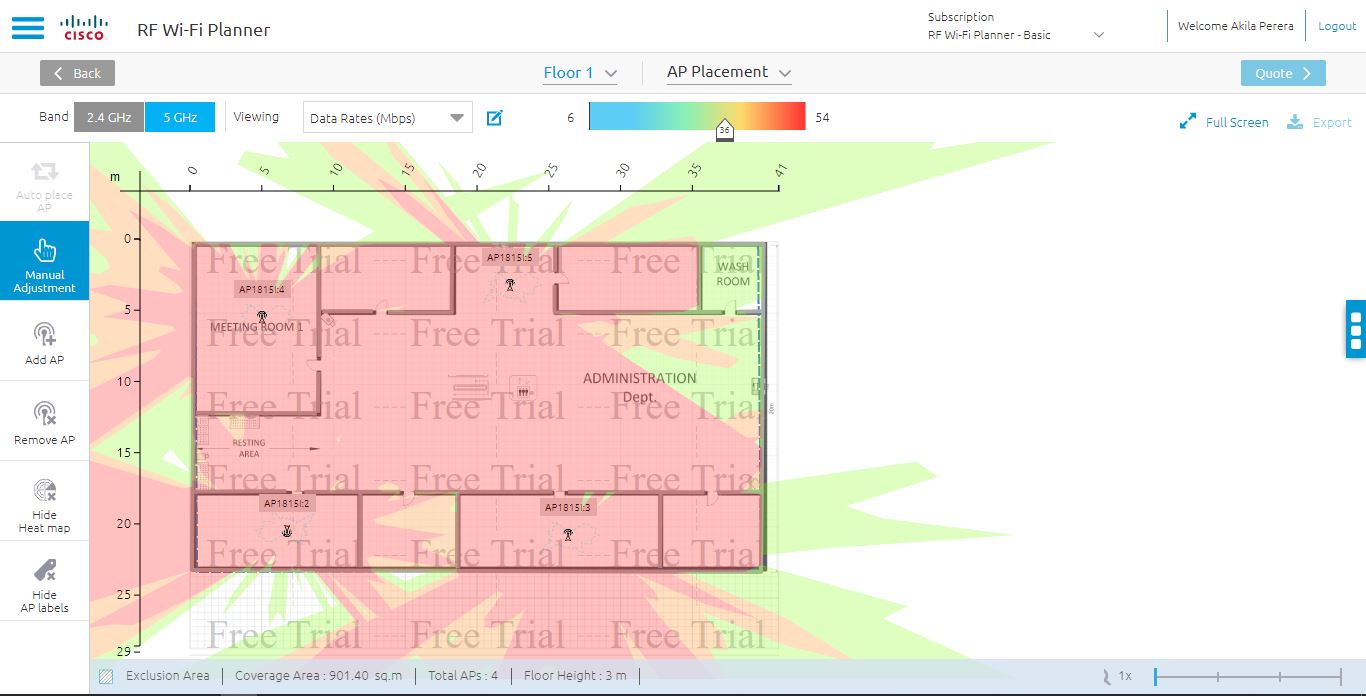 CISCO
RF Wi-Fi Planner
Subscription
RF Wi-Fi Planner - Basic
Welcome Akila Perera
Logout
Back
Floor 1
AP Placement
Quote
Band
2.4 GHz
5 GHz
Viewing
Data Rates (Mbps)
6
36
54
Full Screen
Export
Auto place
AP
Manual
Adjustment
Add AP
Remove AP
Hide
Heat map
Hide
AP labels
m
0 5 10 15 20 25 30 35 41
0
5
10
15
20
25
29
Free Trial Free Trial Free Trial
AP1815I:5
WASH
ROOM
AP1815I:4
MEETING ROOM 1
Free Trial Free Trial Free Trial
ADMINISTRATION
Dept.
Free Trial Free Trial Free Trial
20m
RESTING
AREA
Free Trial Free Trial Free Trial
AP1815I:2
AP1815I:3
Free Trial Free Trial Free Trial
Free Trial Free Trial Free Trial
Exclusion Area
Coverage Area : 901.40 sq.m
Total APs : 4
Floor Height : 3 m
1x